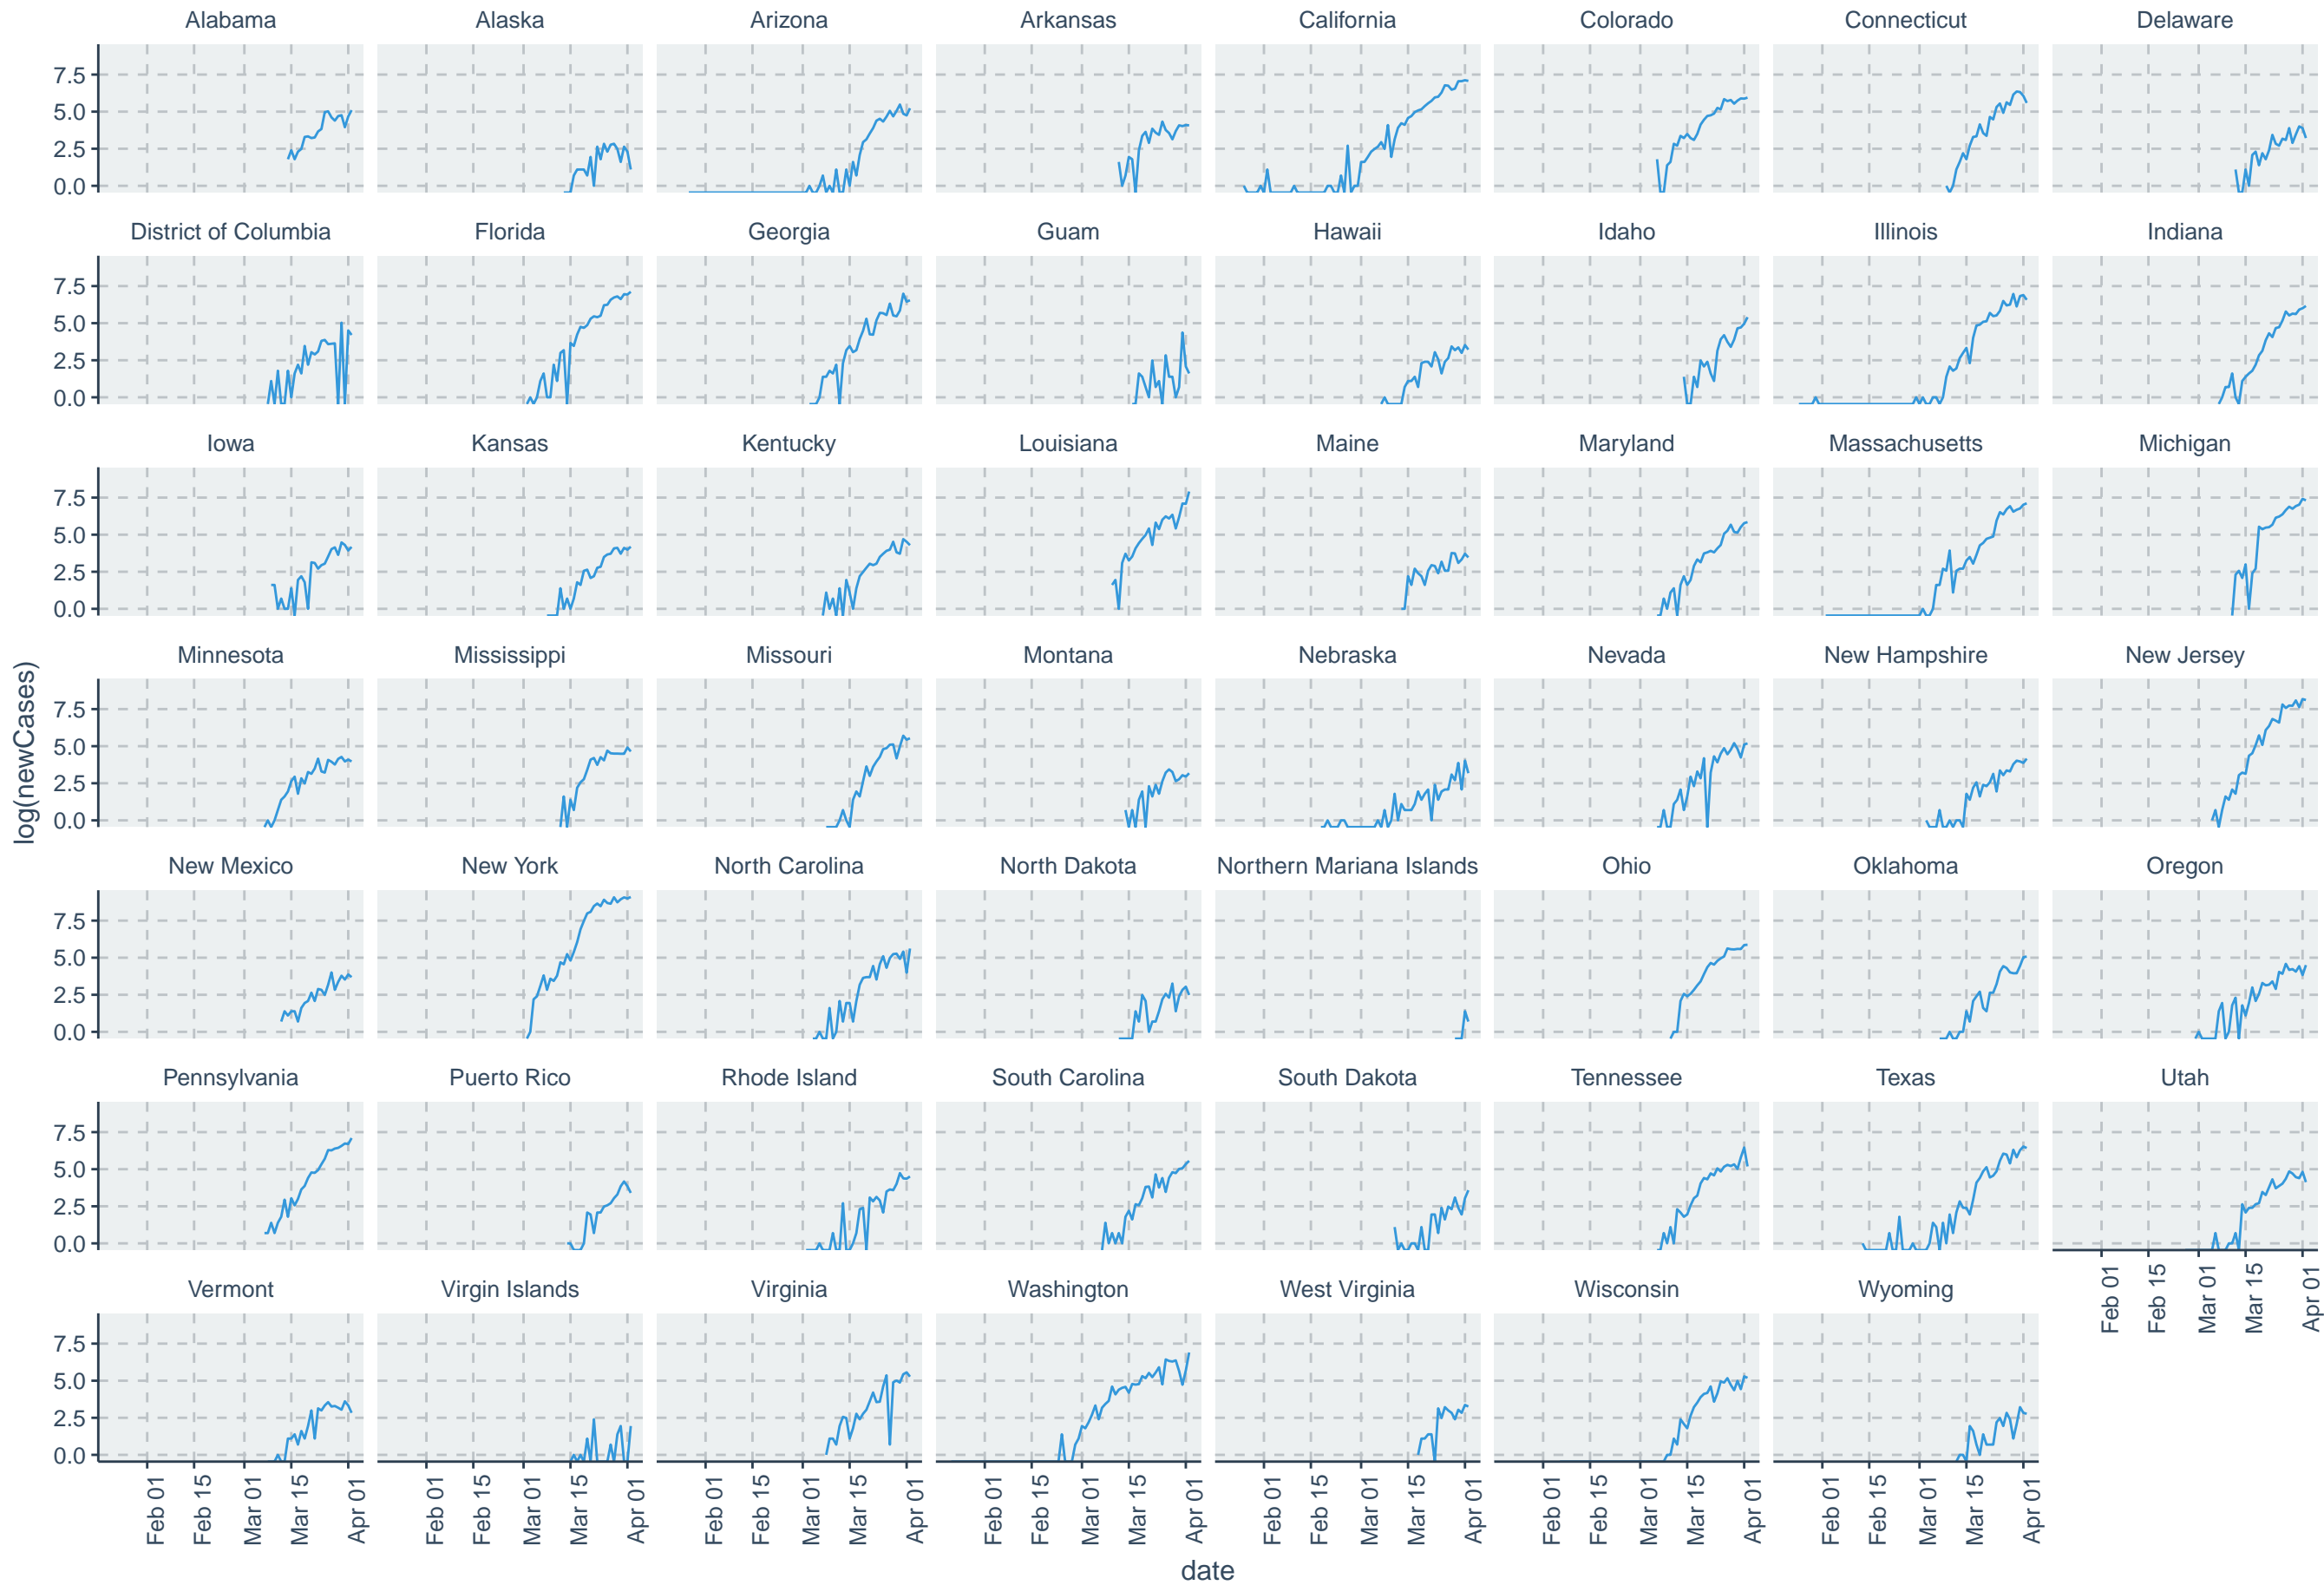 Alabama Alaska Arizona Arkansas California Colorado Connecticut Delaware
7.5
5.0
2.5
0.0
District of Columbia Florida Georgia Guam Hawaii Idaho Illinois Indiana
7.5
5.0
2.5
0.0
Iowa Kansas Kentucky Louisiana Maine Maryland Massachusetts Michigan
7.5
5.0
2.5
0.0
Minnesota Mississippi Missouri Montana Nebraska Nevada New Hampshire New Jersey
7.5
5.0
2.5
0.0
log(newCases)
New Mexico New York North Carolina North Dakota Northern Mariana Islands Ohio Oklahoma Oregon
7.5
5.0
2.5
0.0
Pennsylvania Puerto Rico Rhode Island South Carolina South Dakota Tennessee Texas Utah
7.5
5.0
2.5
0.0
Feb 01 Feb 15 Mar 01 Mar 15 Apr 01
Vermont Virgin Islands Virginia Washington West Virginia Wisconsin Wyoming
7.5
5.0
2.5
0.0
Feb 01 Feb 15 Mar 01 Mar 15 Apr 01 Feb 01 Feb 15 Mar 01 Mar 15 Apr 01 Feb 01 Feb 15 Mar 01 Mar 15 Apr 01 Feb 01 Feb 15 Mar 01 Mar 15 Apr 01 Feb 01 Feb 15 Mar 01 Mar 15 Apr 01 Feb 01 Feb 15 Mar 01 Mar 15 Apr 01 Feb 01 Feb 15 Mar 01 Mar 15 Apr 01
date